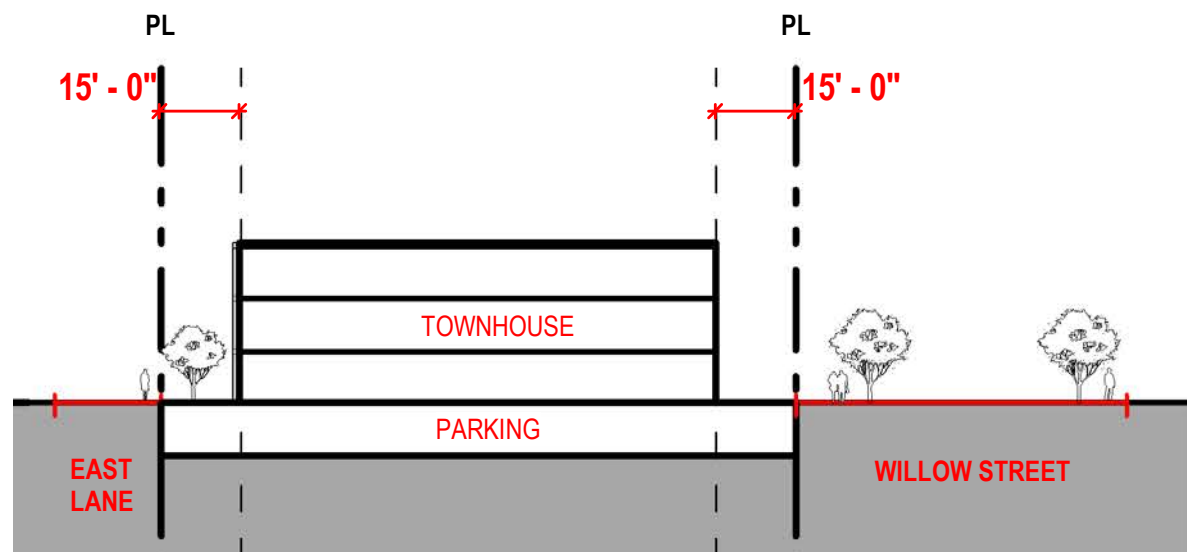 PL
PL
15' - 0"
15' - 0"
TOWNHOUSE
PARKING
EAST
LANE
WILLOW STREET